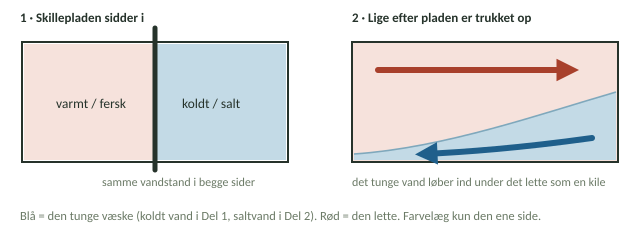 1 · Skillepladen sidder i
2 · Lige efter pladen er trukket op
varmt / fersk
koldt / salt
samme vandstand i begge sider
det tunge vand løber ind under det lette som en kile
Blå = den tunge væske (koldt vand i Del 1, saltvand i Del 2). Rød = den lette. Farvelæg kun den ene side.